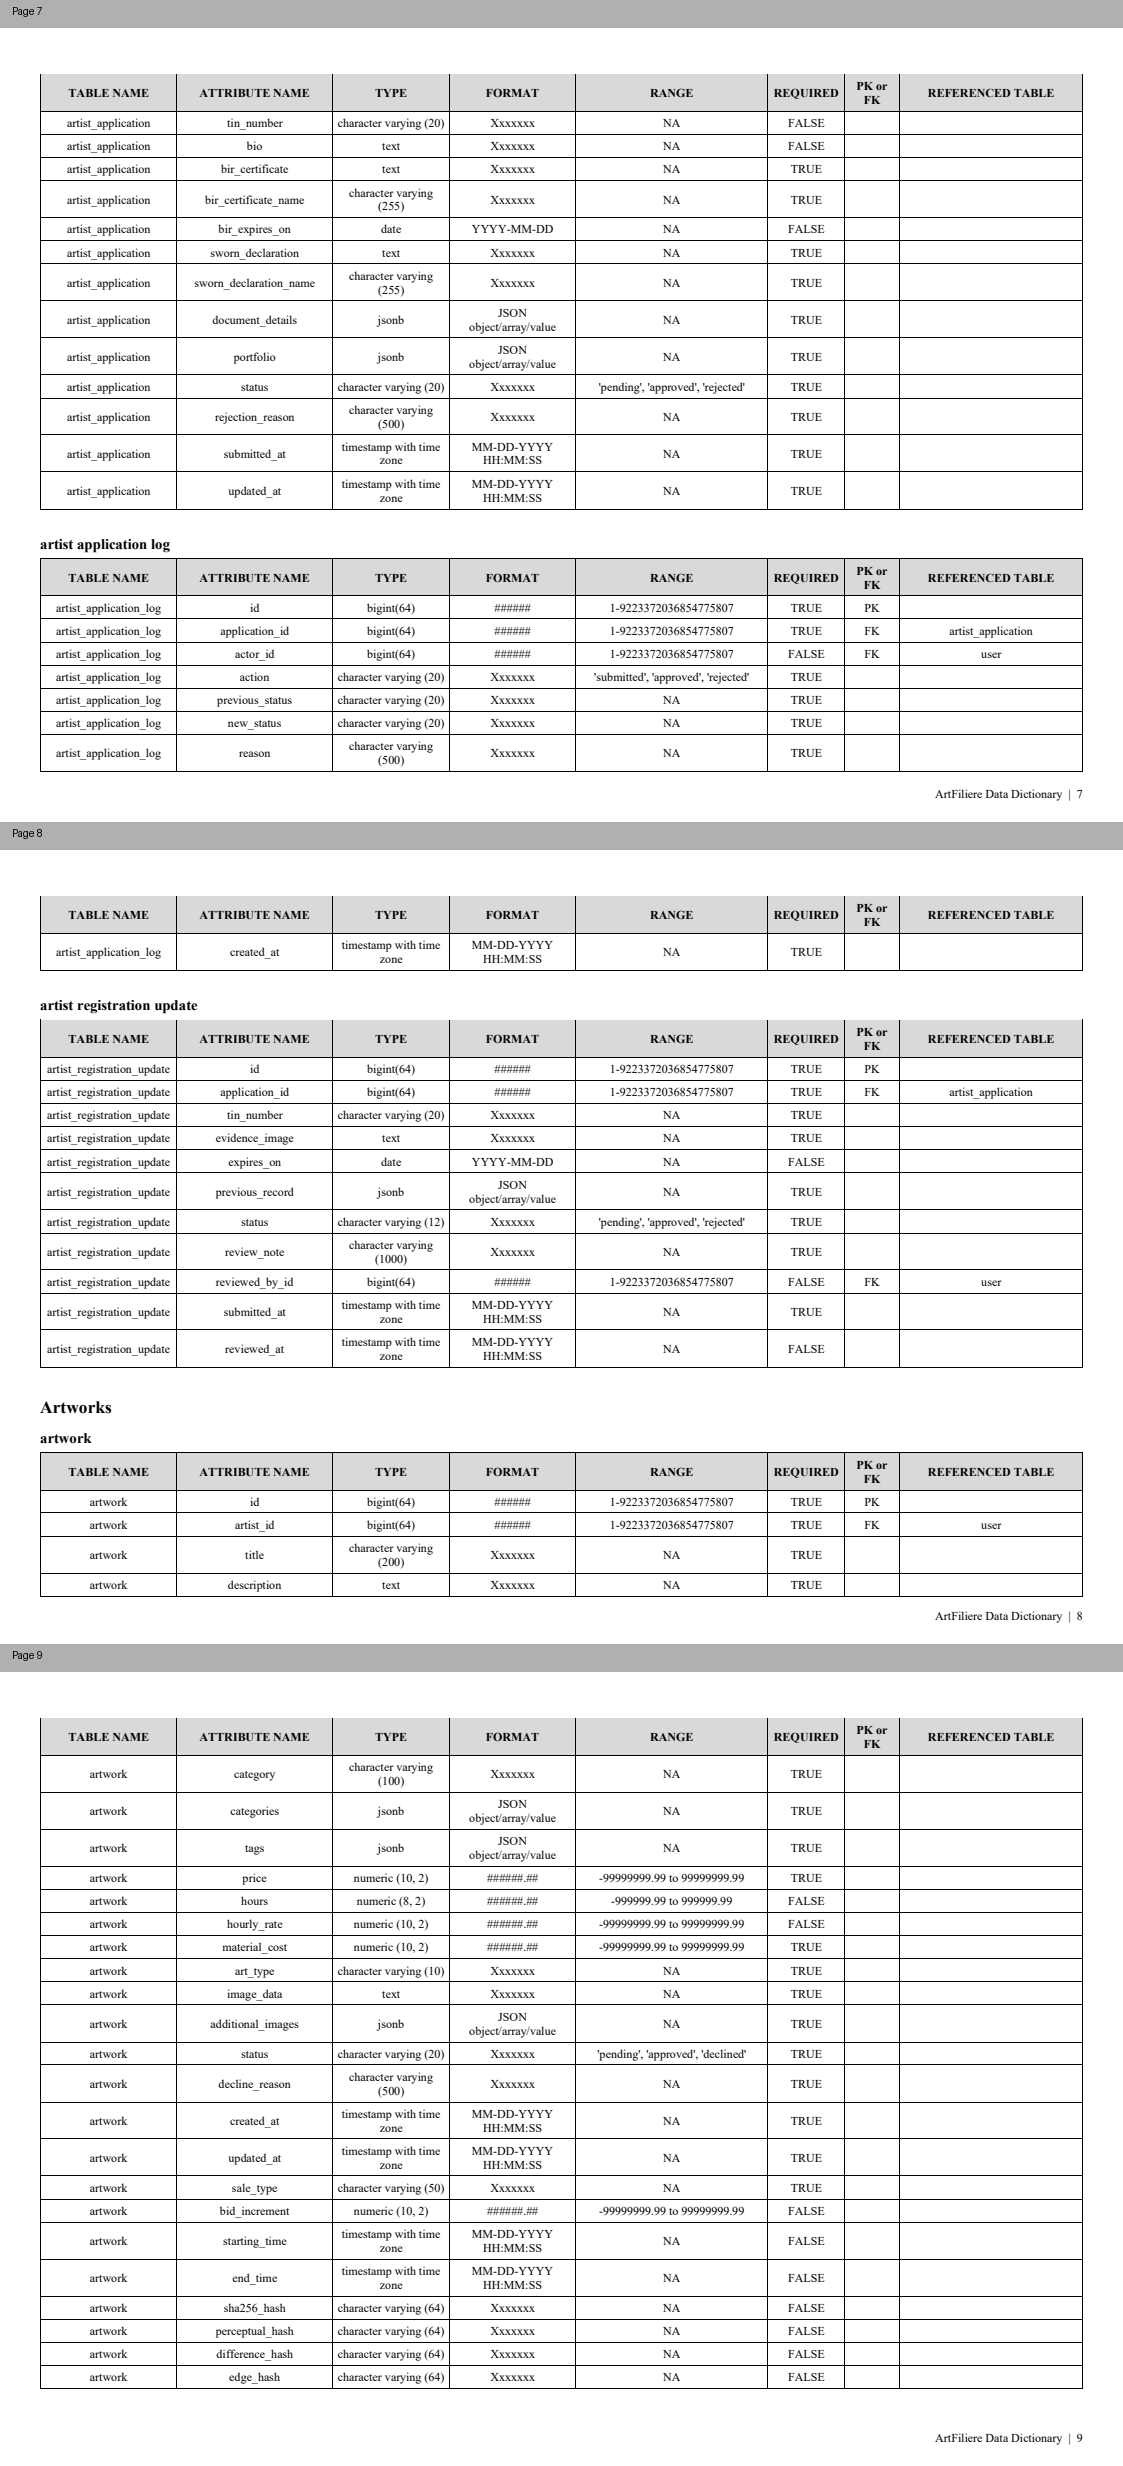 Page 7
TABLE NAME ATTRIBUTE NAME TYPE FORMAT RANGE REQUIRED PK or FK REFERENCED TABLE
artist_application tin_number character varying (20) Xxxxxxx NA FALSE
artist_application bio text Xxxxxxx NA FALSE
artist_application bir_certificate text Xxxxxxx NA TRUE
artist_application bir_certificate_name character varying (255) Xxxxxxx NA TRUE
artist_application bir_expires_on date YYYY-MM-DD NA FALSE
artist_application sworn_declaration text Xxxxxxx NA TRUE
artist_application sworn_declaration_name character varying (255) Xxxxxxx NA TRUE
artist_application document_details jsonb JSON object/array/value NA TRUE
artist_application portfolio jsonb JSON object/array/value NA TRUE
artist_application status character varying (20) Xxxxxxx 'pending', 'approved', 'rejected' TRUE
artist_application rejection_reason character varying (500) Xxxxxxx NA TRUE
artist_application submitted_at timestamp with time zone MM-DD-YYYY HH:MM:SS NA TRUE
artist_application updated_at timestamp with time zone MM-DD-YYYY HH:MM:SS NA TRUE
artist application log
TABLE NAME ATTRIBUTE NAME TYPE FORMAT RANGE REQUIRED PK or FK REFERENCED TABLE
artist_application_log id bigint(64) ###### 1-9223372036854775807 TRUE PK
artist_application_log application_id bigint(64) ###### 1-9223372036854775807 TRUE FK artist_application
artist_application_log actor_id bigint(64) ###### 1-9223372036854775807 FALSE FK user
artist_application_log action character varying (20) Xxxxxxx 'submitted', 'approved', 'rejected' TRUE
artist_application_log previous_status character varying (20) Xxxxxxx NA TRUE
artist_application_log new_status character varying (20) Xxxxxxx NA TRUE
artist_application_log reason character varying (500) Xxxxxxx NA TRUE
ArtFiliere Data Dictionary | 7
Page 8
TABLE NAME ATTRIBUTE NAME TYPE FORMAT RANGE REQUIRED PK or FK REFERENCED TABLE
artist_application_log created_at timestamp with time zone MM-DD-YYYY HH:MM:SS NA TRUE
artist registration update
TABLE NAME ATTRIBUTE NAME TYPE FORMAT RANGE REQUIRED PK or FK REFERENCED TABLE
artist_registration_update id bigint(64) ###### 1-9223372036854775807 TRUE PK
artist_registration_update application_id bigint(64) ###### 1-9223372036854775807 TRUE FK artist_application
artist_registration_update tin_number character varying (20) Xxxxxxx NA TRUE
artist_registration_update evidence_image text Xxxxxxx NA TRUE
artist_registration_update expires_on date YYYY-MM-DD NA FALSE
artist_registration_update previous_record jsonb JSON object/array/value NA TRUE
artist_registration_update status character varying (12) Xxxxxxx 'pending', 'approved', 'rejected' TRUE
artist_registration_update review_note character varying (1000) Xxxxxxx NA TRUE
artist_registration_update reviewed_by_id bigint(64) ###### 1-9223372036854775807 FALSE FK user
artist_registration_update submitted_at timestamp with time zone MM-DD-YYYY HH:MM:SS NA TRUE
artist_registration_update reviewed_at timestamp with time zone MM-DD-YYYY HH:MM:SS NA FALSE
Artworks
artwork
TABLE NAME ATTRIBUTE NAME TYPE FORMAT RANGE REQUIRED PK or FK REFERENCED TABLE
artwork id bigint(64) ###### 1-9223372036854775807 TRUE PK
artwork artist_id bigint(64) ###### 1-9223372036854775807 TRUE FK user
artwork title character varying (200) Xxxxxxx NA TRUE
artwork description text Xxxxxxx NA TRUE
ArtFiliere Data Dictionary | 8
Page 9
TABLE NAME ATTRIBUTE NAME TYPE FORMAT RANGE REQUIRED PK or FK REFERENCED TABLE
artwork category character varying (100) Xxxxxxx NA TRUE
artwork categories jsonb JSON object/array/value NA TRUE
artwork tags jsonb JSON object/array/value NA TRUE
artwork price numeric (10, 2) ######.## -99999999.99 to 99999999.99 TRUE
artwork hours numeric (8, 2) ######.## -999999.99 to 999999.99 FALSE
artwork hourly_rate numeric (10, 2) ######.## -99999999.99 to 99999999.99 FALSE
artwork material_cost numeric (10, 2) ######.## -99999999.99 to 99999999.99 TRUE
artwork art_type character varying (10) Xxxxxxx NA TRUE
artwork image_data text Xxxxxxx NA TRUE
artwork additional_images jsonb JSON object/array/value NA TRUE
artwork status character varying (20) Xxxxxxx 'pending', 'approved', 'declined' TRUE
artwork decline_reason character varying (500) Xxxxxxx NA TRUE
artwork created_at timestamp with time zone MM-DD-YYYY HH:MM:SS NA TRUE
artwork updated_at timestamp with time zone MM-DD-YYYY HH:MM:SS NA TRUE
artwork sale_type character varying (50) Xxxxxxx NA TRUE
artwork bid_increment numeric (10, 2) ######.## -99999999.99 to 99999999.99 FALSE
artwork starting_time timestamp with time zone MM-DD-YYYY HH:MM:SS NA FALSE
artwork end_time timestamp with time zone MM-DD-YYYY HH:MM:SS NA FALSE
artwork sha256_hash character varying (64) Xxxxxxx NA FALSE
artwork perceptual_hash character varying (64) Xxxxxxx NA FALSE
artwork difference_hash character varying (64) Xxxxxxx NA FALSE
artwork edge_hash character varying (64) Xxxxxxx NA FALSE
ArtFiliere Data Dictionary | 9